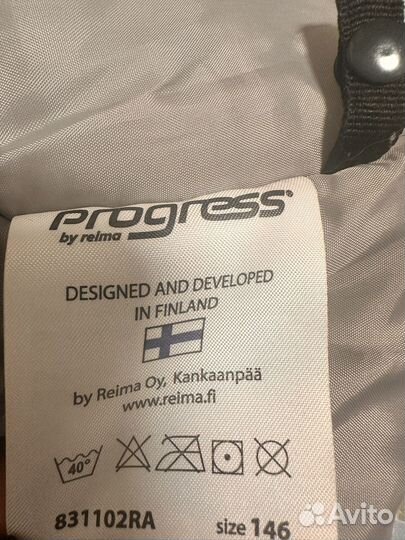 progress
by reima
DESIGNED AND DEVELOPED
IN FINLAND
by Reima Oy, Kankaanpää
www.reima.fi
40°
831102RA size 146
Avito